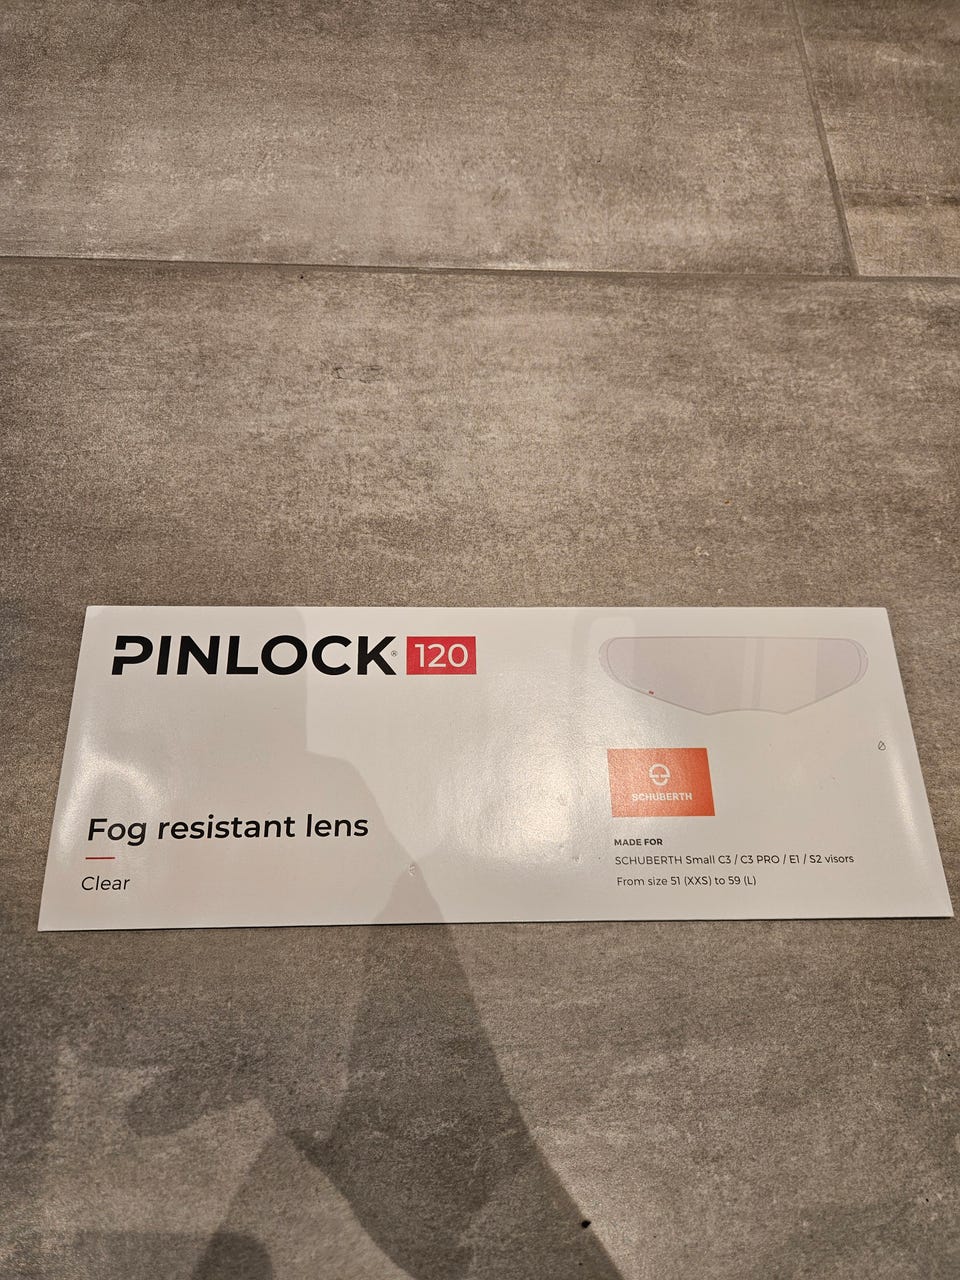 PINLOCK® 120
SCHUBERTH
Fog resistant lens
Clear
MADE FOR
SCHUBERTH Small C3 / C3 PRO / E1 / S2 visors
From size 51 (XXS) to 59 (L)